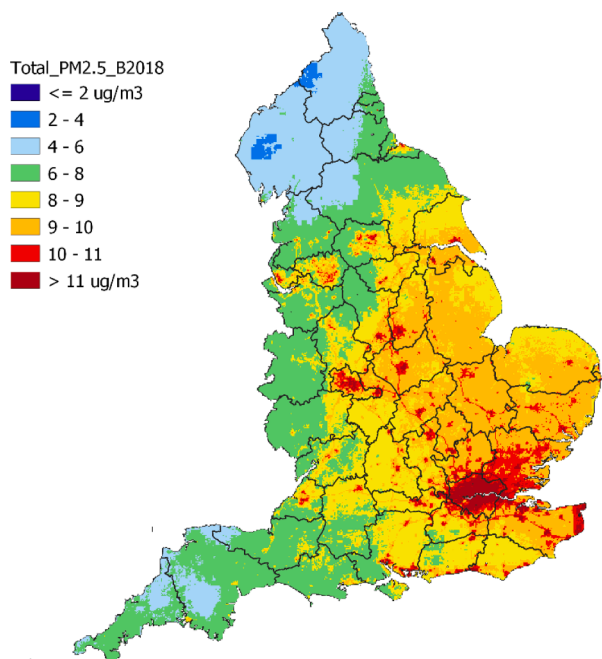 Total_PM2.5_B2018
<= 2 ug/m3
2 - 4
4 - 6
6 - 8
8 - 9
9 - 10
10 - 11
> 11 ug/m3